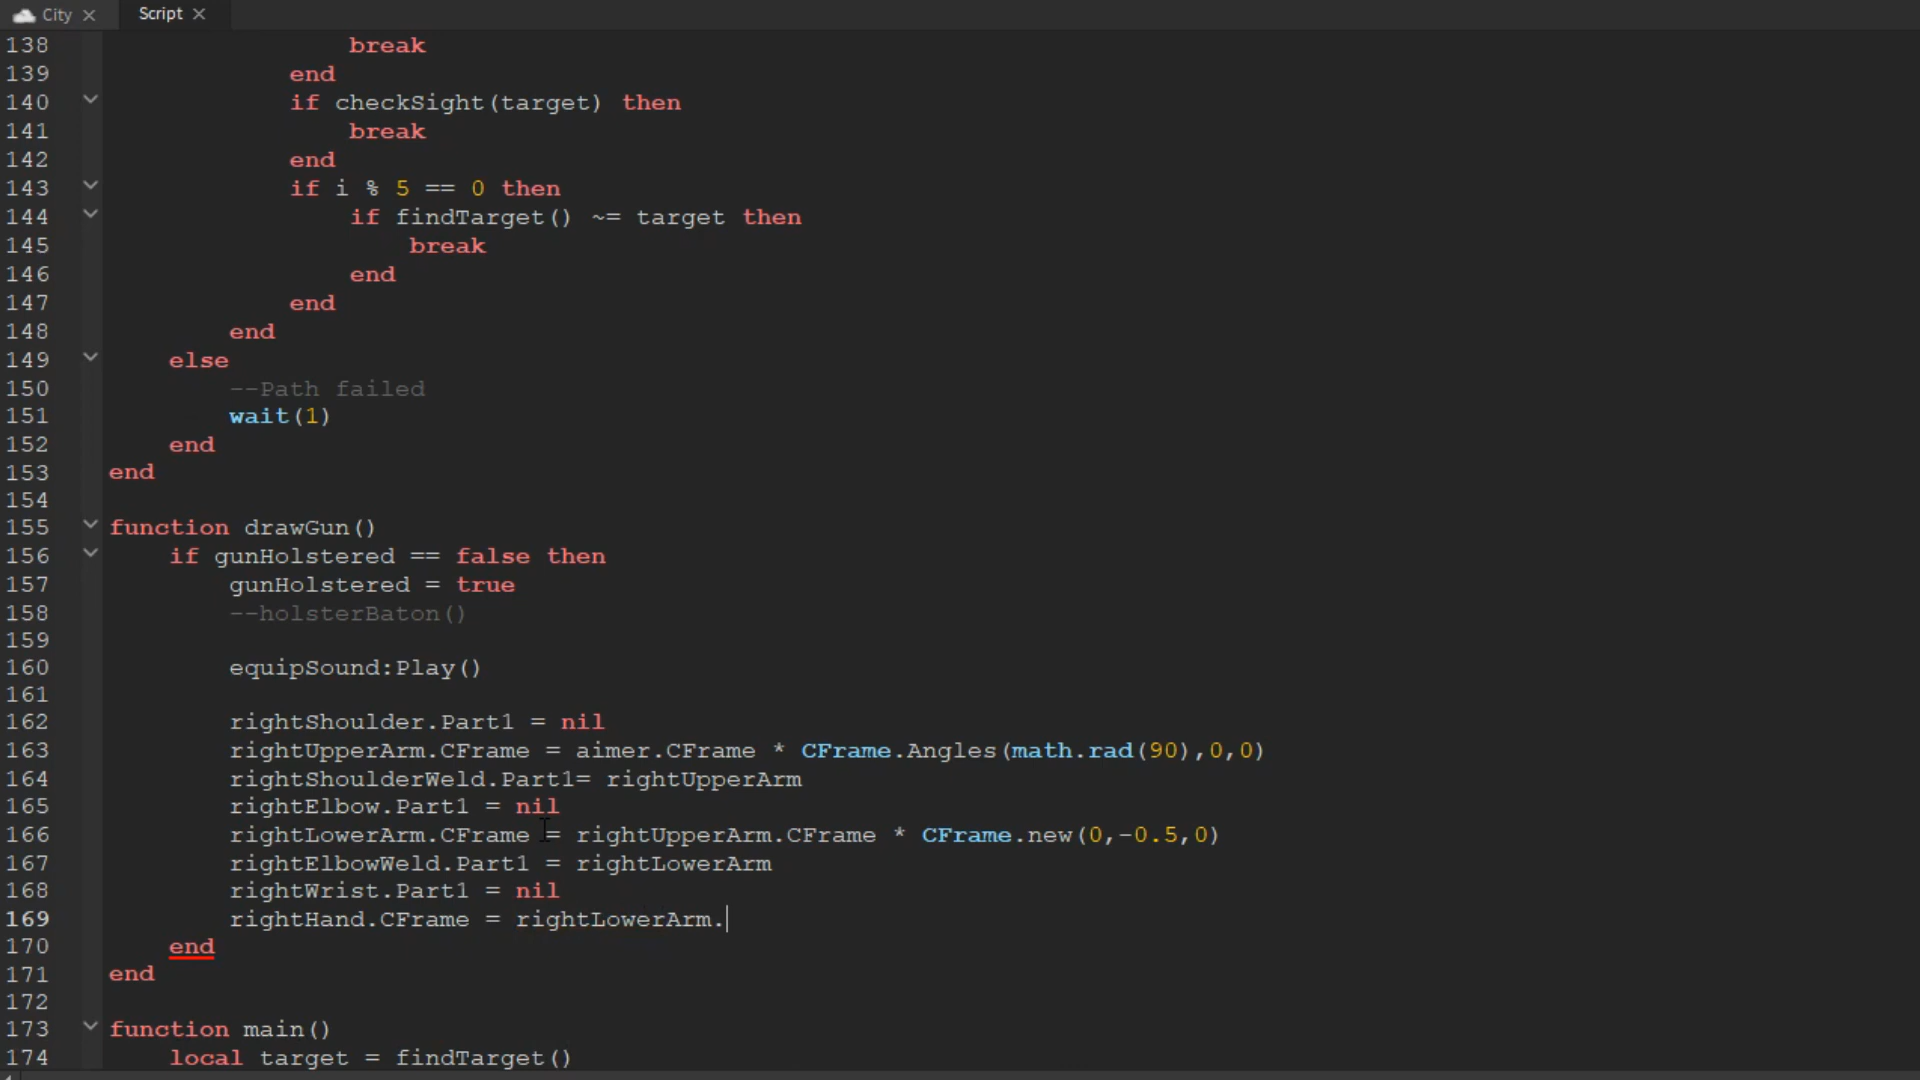 City
Script
138 break
139 end
140 if checkSight(target) then
141 break
142 end
143 if i % 5 == 0 then
144 if findTarget() ~= target then
145 break
146 end
147 end
148 end
149 else
150 --Path failed
151 wait(1)
152 end
153 end
154
155 function drawGun()
156 if gunHolstered == false then
157 gunHolstered = true
158 --holsterBaton()
159
160 equipSound:Play()
161
162 rightShoulder.Part1 = nil
163 rightUpperArm.CFrame = aimer.CFrame * CFrame.Angles(math.rad(90),0,0)
164 rightShoulderWeld.Part1= rightUpperArm
165 rightElbow.Part1 = nil
166 rightLowerArm.CFrame = rightUpperArm.CFrame * CFrame.new(0,-0.5,0)
167 rightElbowWeld.Part1 = rightLowerArm
168 rightWrist.Part1 = nil
169 rightHand.CFrame = rightLowerArm.
170 end
171 end
172
173 function main()
174 local target = findTarget()